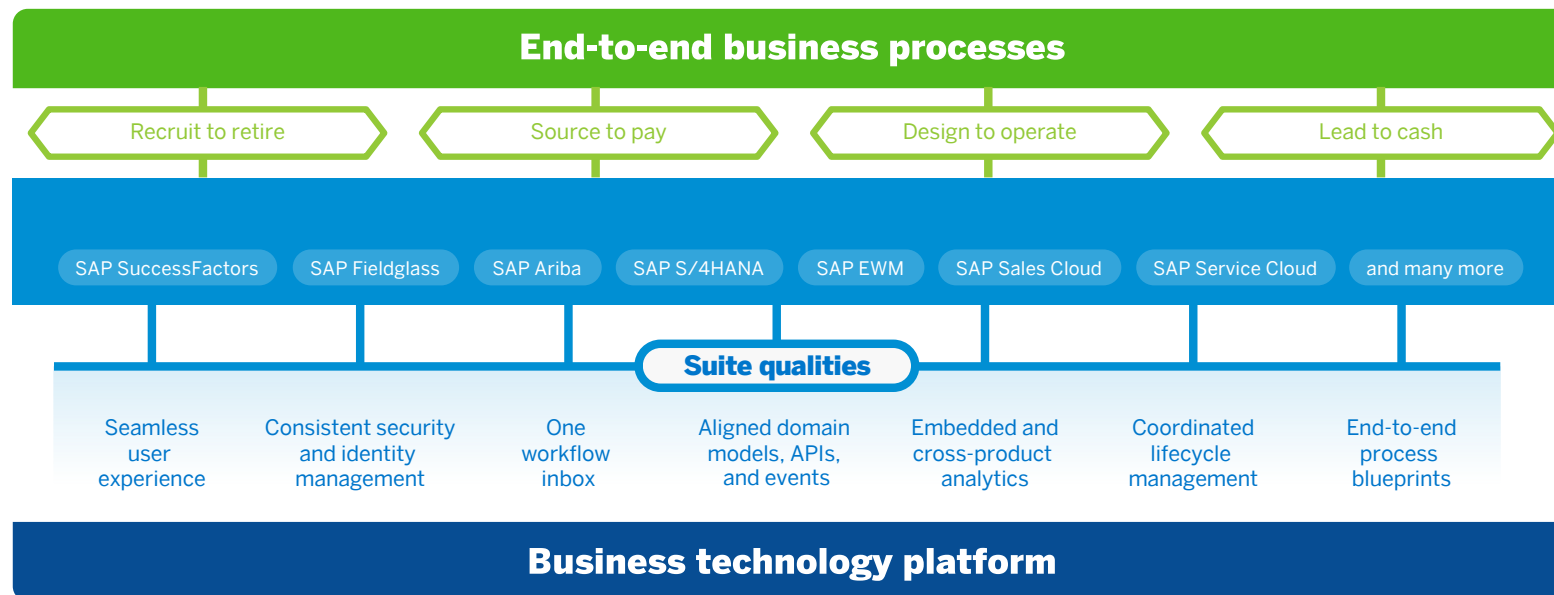 End-to-end business processes
Recruit to retire
Source to pay
Design to operate
Lead to cash
SAP SuccessFactors
SAP Fieldglass
SAP Ariba
SAP S/4HANA
SAP EWM
SAP Sales Cloud
SAP Service Cloud
and many more
Suite qualities
Seamless
user
experience
Consistent security
and identity
management
One
workflow
inbox
Aligned domain
models, APIs,
and events
Embedded and
cross-product
analytics
Coordinated
lifecycle
management
End-to-end
process
blueprints
Business technology platform